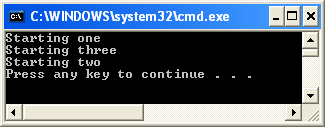 C:\WINDOWS\system32\cmd.exe
Starting one
Starting three
Starting two
Press any key to continue . . .